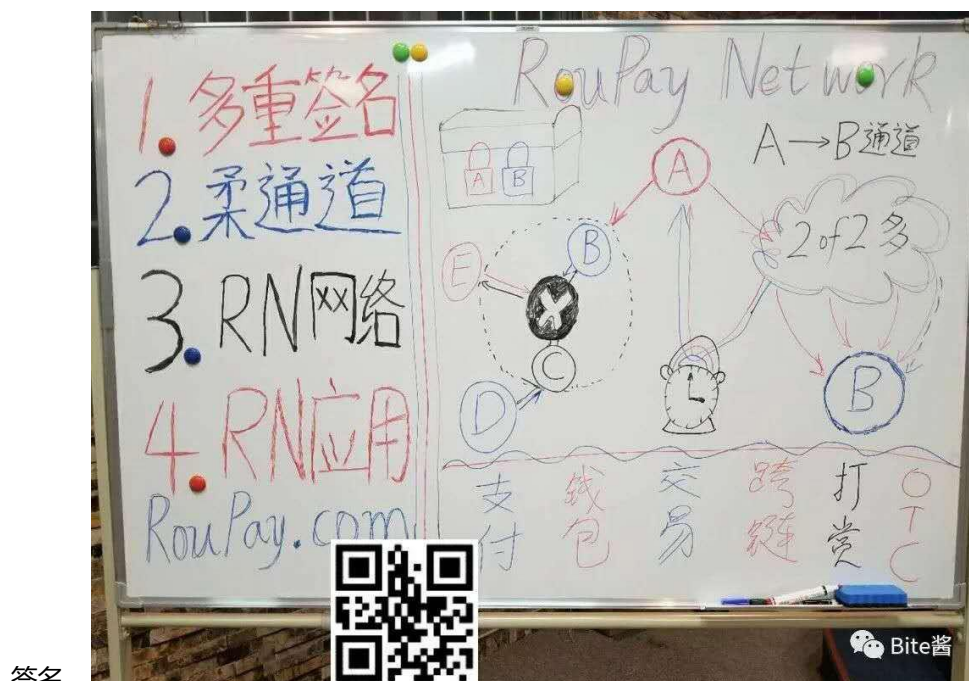 1.多重签名
2.柔通道
3.RN网络
4.RN应用
RouPay.com
RouPay Network
A→B通道
A
B
A
2 of 2 多
B
E
X
C
D
B
支付
钱包
交易
跨链
打赏
OTC
Bite酱
签名